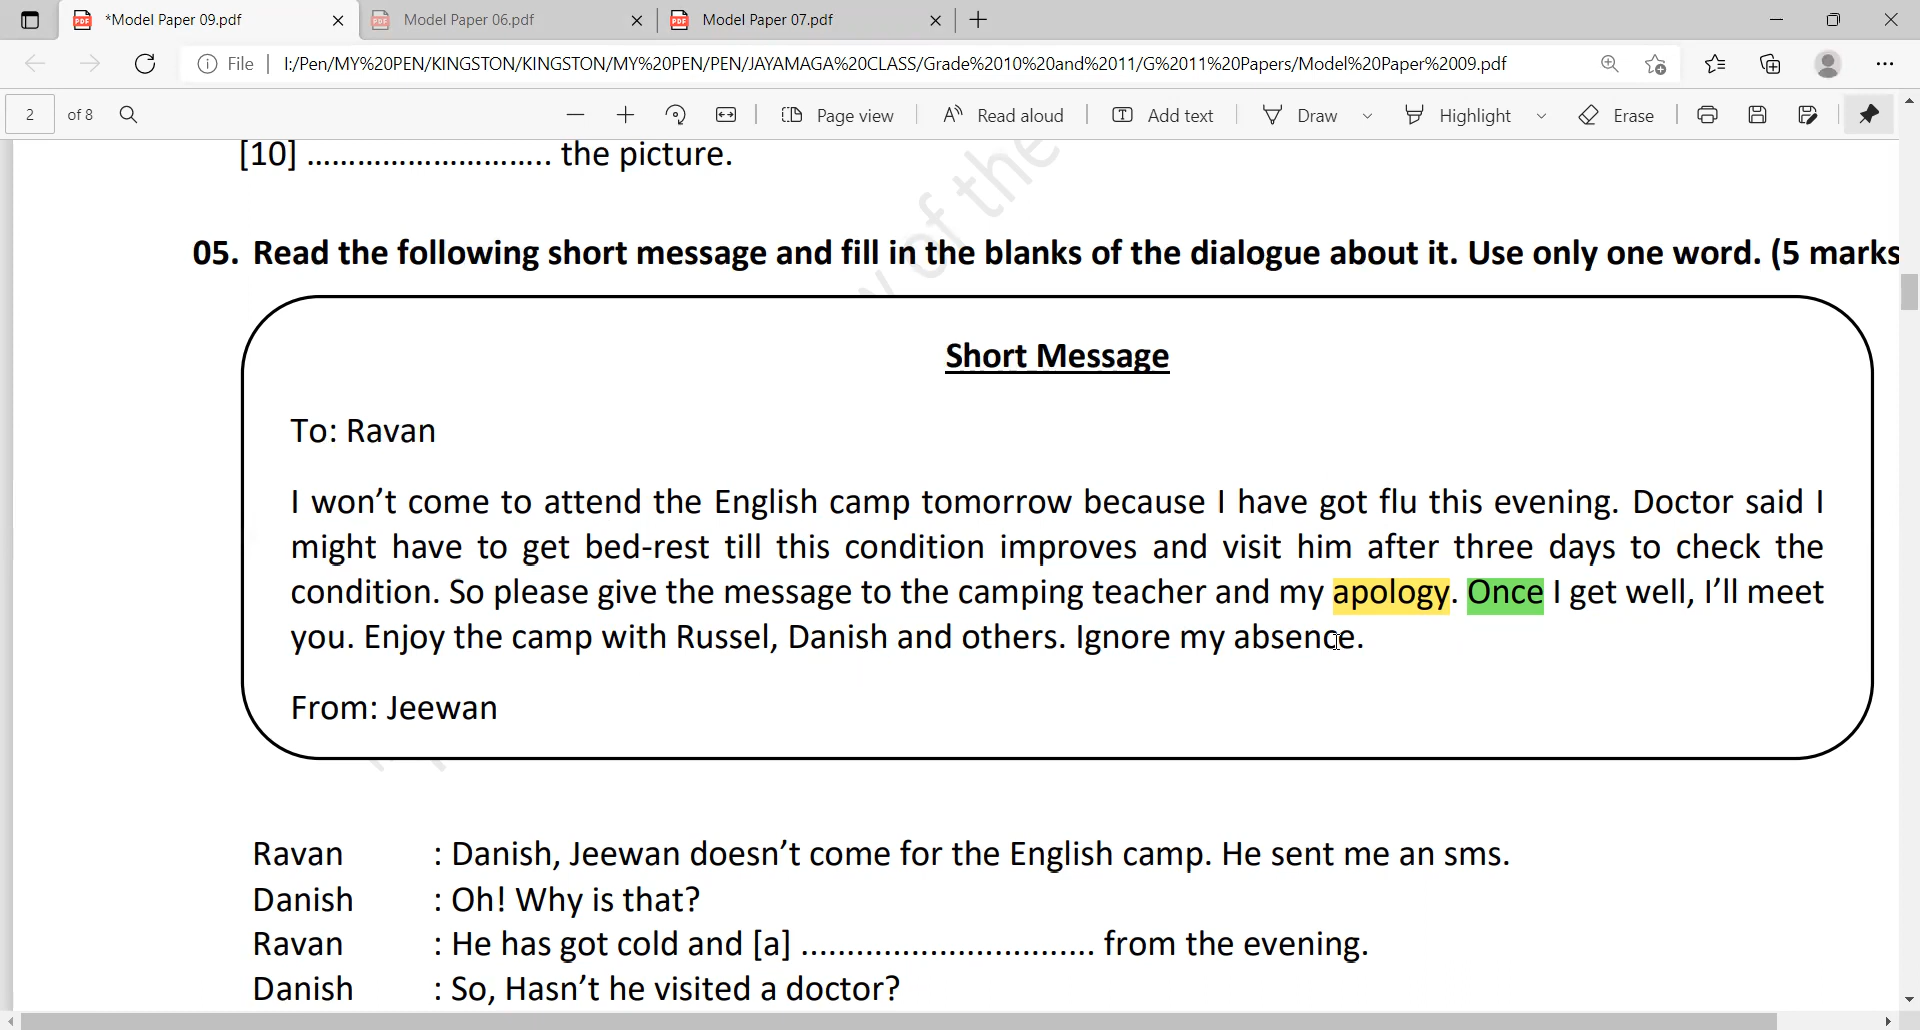 *Model Paper 09.pdf
Model Paper 06.pdf
Model Paper 07.pdf
File
I:/Pen/MY%20PEN/KINGSTON/KINGSTON/MY%20PEN/PEN/JAYAMAGA%20CLASS/Grade%2010%20and%2011/G%2011%20Papers/Model%20Paper%2009.pdf
2 of 8
Page view
Read aloud
Add text
Draw
Highlight
Erase
[10] ............................. the picture.
05. Read the following short message and fill in the blanks of the dialogue about it. Use only one word. (5 marks
Short Message
To: Ravan
I won't come to attend the English camp tomorrow because I have got flu this evening. Doctor said I
might have to get bed-rest till this condition improves and visit him after three days to check the
condition. So please give the message to the camping teacher and my apology. Once I get well, I'll meet
you. Enjoy the camp with Russel, Danish and others. Ignore my absence.
From: Jeewan
Ravan : Danish, Jeewan doesn't come for the English camp. He sent me an sms.
Danish : Oh! Why is that?
Ravan : He has got cold and [a] ................................ from the evening.
Danish : So, Hasn't he visited a doctor?
of the